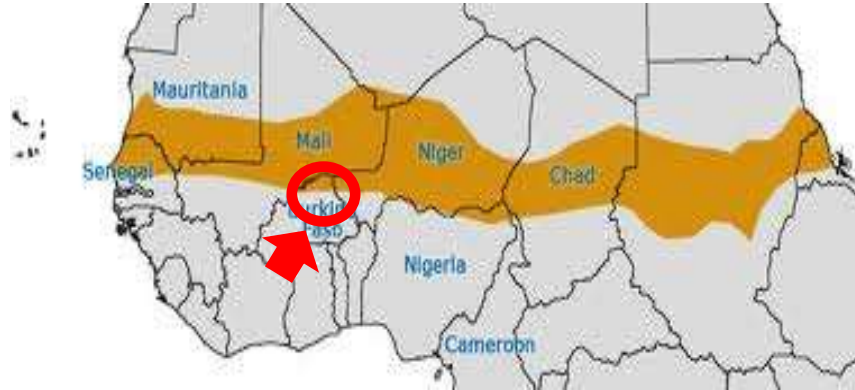 Mauritania
Mali
Niger
Chad
Senegal
Burkina
Faso
Nigeria
Cameroon